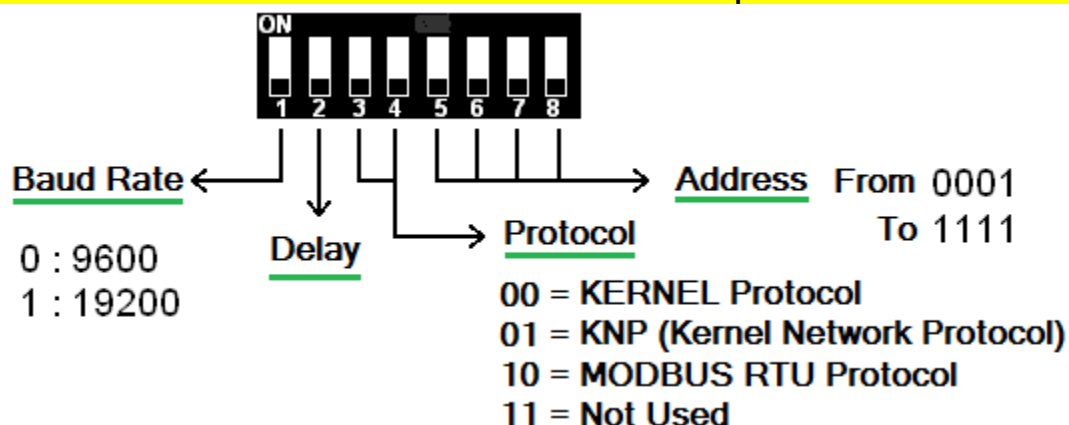 ON
1 2 3 4 5 6 7 8
Baud Rate
0 : 9600
1 : 19200
Delay
Protocol
00 = KERNEL Protocol
01 = KNP (Kernel Network Protocol)
10 = MODBUS RTU Protocol
11 = Not Used
Address From 0001
To 1111